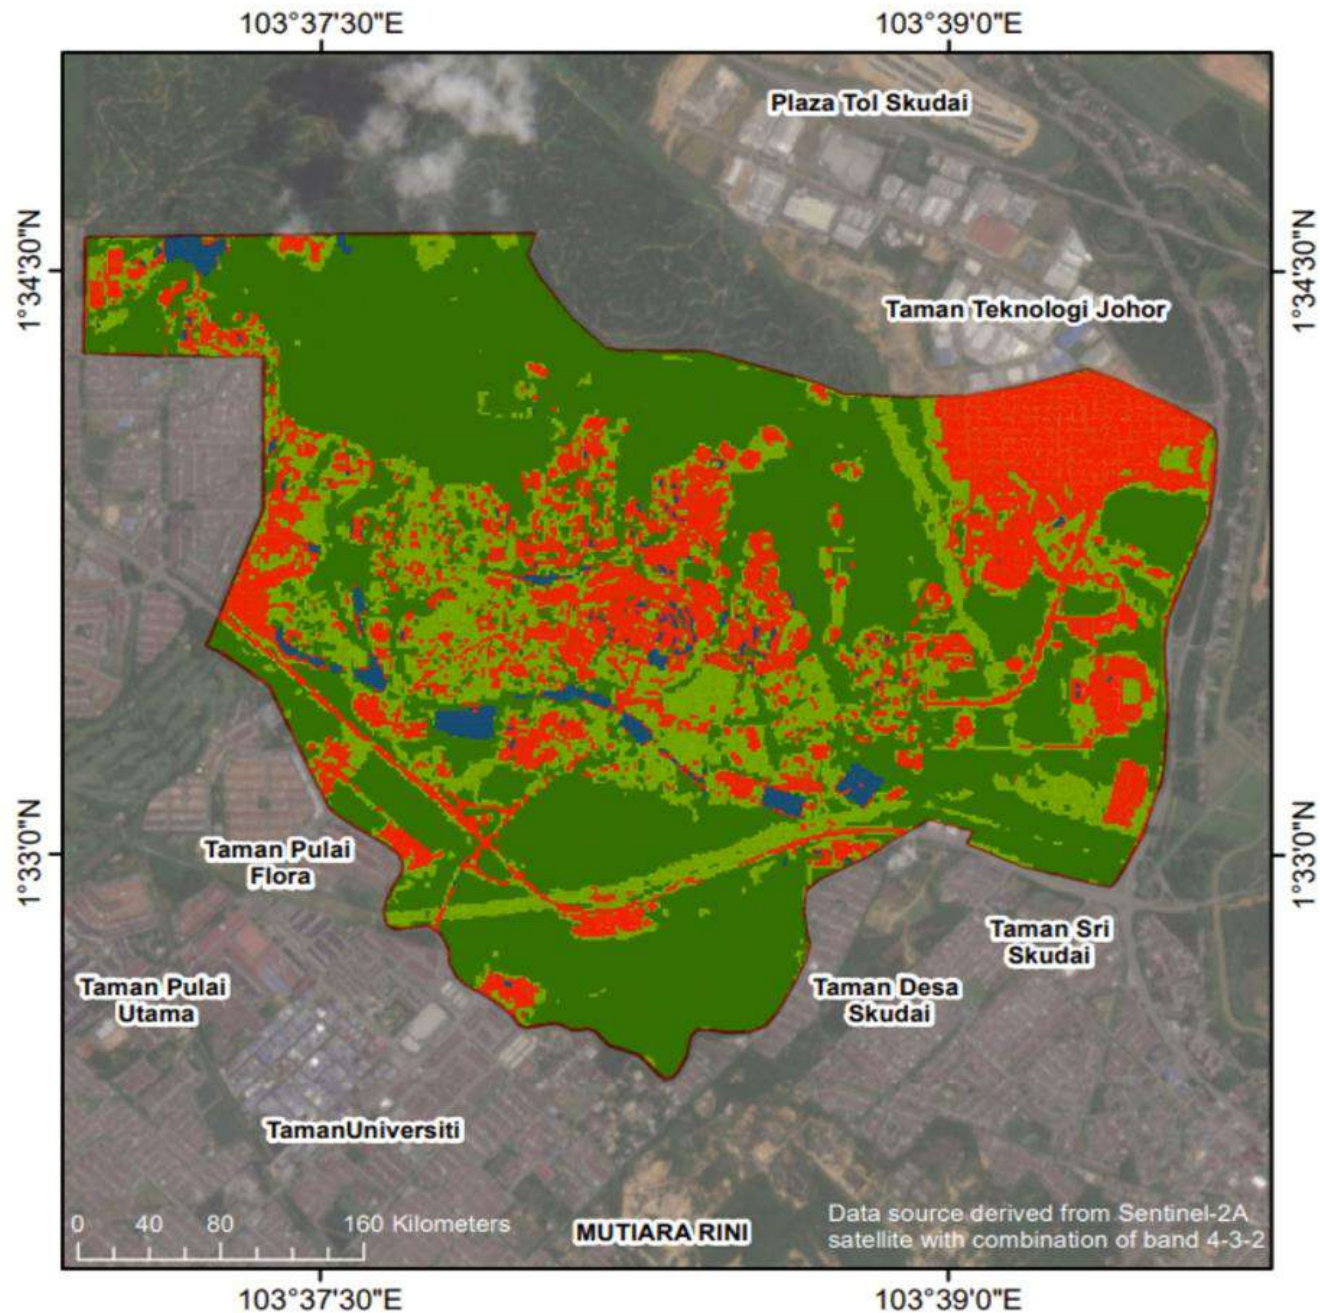 103°37'30"E
103°39'0"E
Plaza Tol Skudai
1°34'30"N
1°34'30"N
Taman Teknologi Johor
1°33'0"N
1°33'0"N
Taman Pulai
Flora
Taman Sri
Skudai
Taman Pulai
Utama
Taman Desa
Skudai
TamanUniversiti
0 40 80 160 Kilometers
MUTIARA RINI
Data source derived from Sentinel-2A
satellite with combination of band 4-3-2
103°37'30"E
103°39'0"E